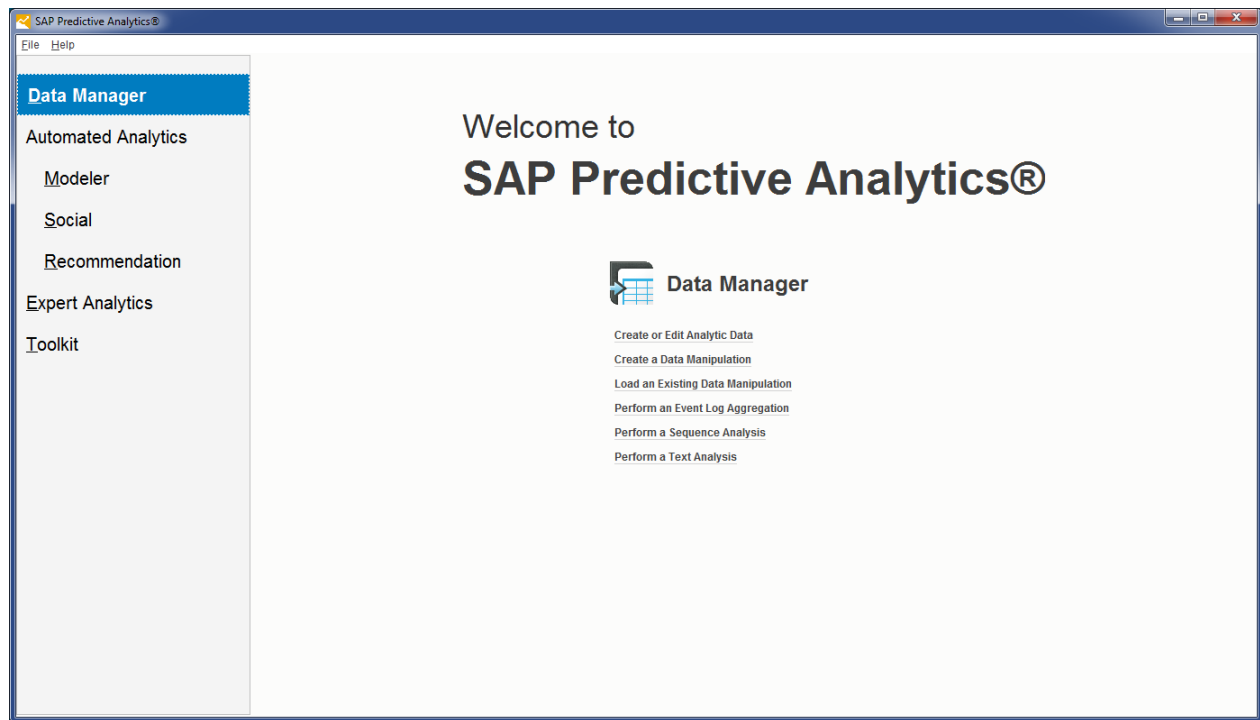 SAP Predictive Analytics®
File Help
Data Manager
Automated Analytics
Modeler
Social
Recommendation
Expert Analytics
Toolkit
Welcome to
SAP Predictive Analytics®
Data Manager
Create or Edit Analytic Data
Create a Data Manipulation
Load an Existing Data Manipulation
Perform an Event Log Aggregation
Perform a Sequence Analysis
Perform a Text Analysis